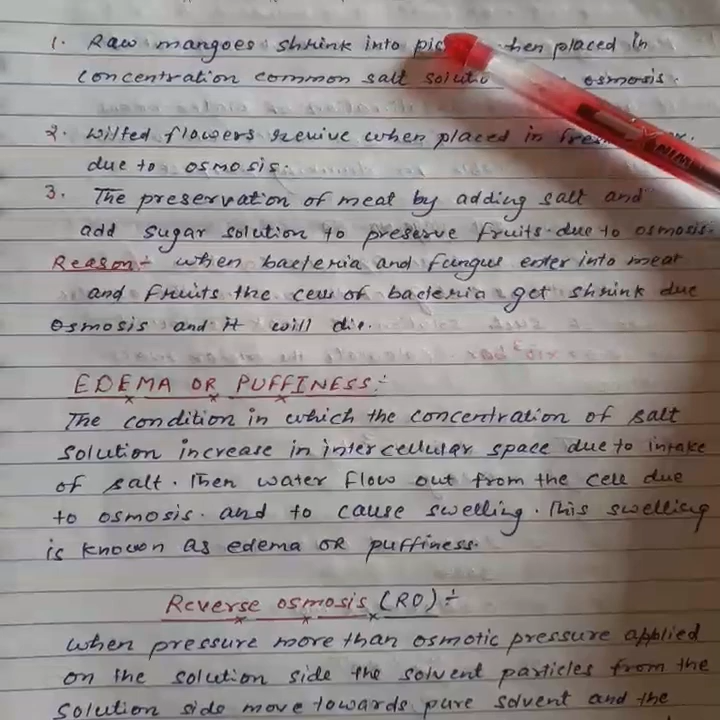 1. Raw mangoes shrink into pic hen placed in
concentration common salt solutio osmosis.
2. wilted flowers revive when placed in fres
due to osmosis.
3. The preservation of meat by adding salt and
add sugar solution to preserve fruits due to osmosis.
Reason ÷ when bacteria and fungus enter into meat
and fruits the cell of bacteria get shrink due
osmosis and it will die.
EDEMA OR PUFFINESS ÷
The condition in which the concentration of salt
solution increase in intercellular space due to intake
of salt. Then water flow out from the cell due
to osmosis. and to cause swelling. This swelling
is known as edema OR puffiness.
Reverse osmosis (RO) ÷
when pressure more than osmotic pressure applied
on the solution side the solvent particles from the
solution side move towards pure solvent and the